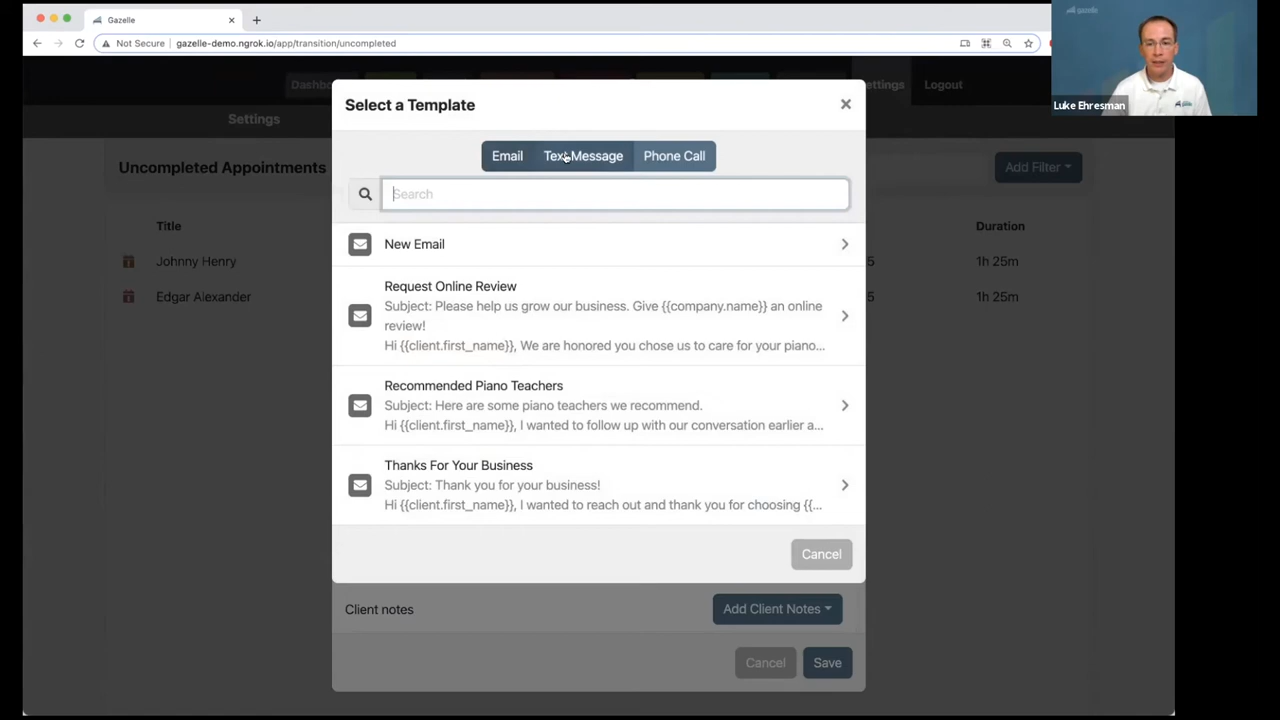 Gazelle
Not Secure
gazelle-demo.ngrok.io/app/transition/uncompleted
gazelle
Luke Ehresman
Dashbo
ettings
Logout
Settings
Select a Template
Email
Text Message
Phone Call
Search
Uncompleted Appointments
Add Filter
Title
Duration
Johnny Henry
5
1h 25m
Edgar Alexander
5
1h 25m
New Email
Request Online Review
Subject: Please help us grow our business. Give {{company.name}} an online
review!
Hi {{client.first_name}}, We are honored you chose us to care for your piano...
Recommended Piano Teachers
Subject: Here are some piano teachers we recommend.
Hi {{client.first_name}}, I wanted to follow up with our conversation earlier a...
Thanks For Your Business
Subject: Thank you for your business!
Hi {{client.first_name}}, I wanted to reach out and thank you for choosing {{...
Cancel
Client notes
Add Client Notes
Cancel
Save